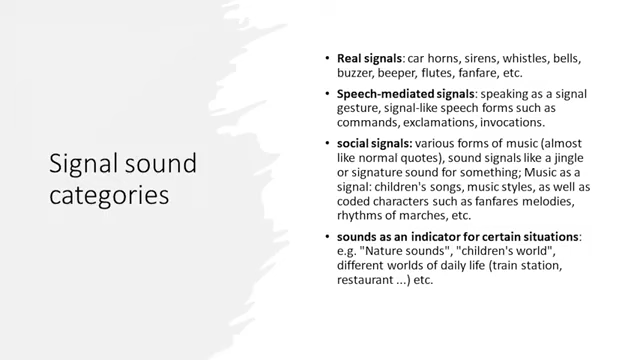 Signal sound
categories
• Real signals: car horns, sirens, whistles, bells,
buzzer, beeper, flutes, fanfare, etc.
• Speech-mediated signals: speaking as a signal
gesture, signal-like speech forms such as
commands, exclamations, invocations.
• social signals: various forms of music (almost
like normal quotes), sound signals like a jingle
or signature sound for something; Music as a
signal: children's songs, music styles, as well as
coded characters such as fanfares melodies,
rhythms of marches, etc.
• sounds as an indicator for certain situations:
e.g. "Nature sounds", "children's world",
different worlds of daily life (train station,
restaurant ...) etc.